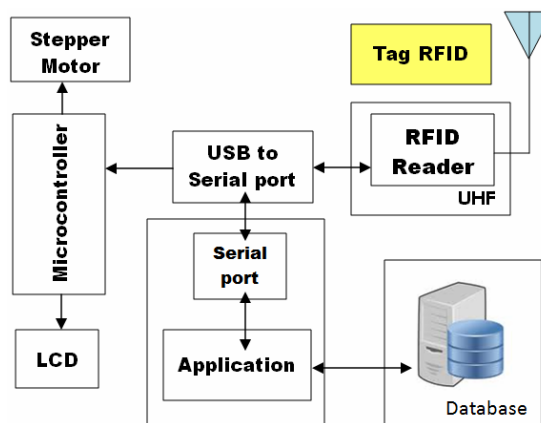 Stepper
Motor
Tag RFID
Microcontroller
USB to
Serial port
RFID
Reader
UHF
Serial
port
LCD
Application
Database